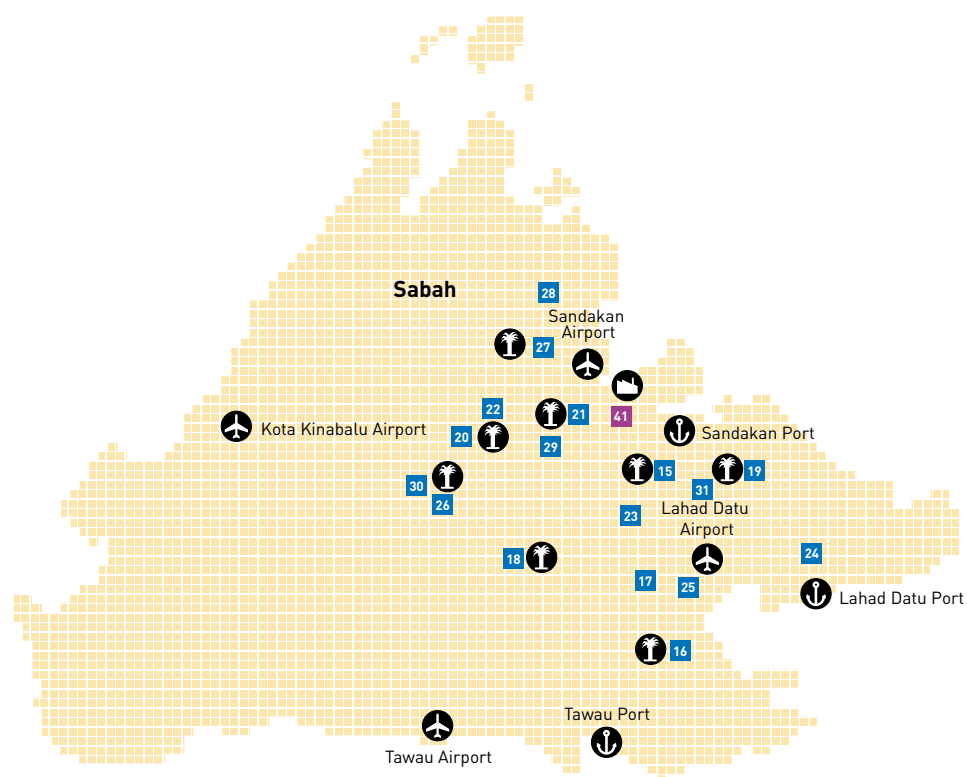 Sabah
28
Sandakan
Airport
27
22
21
41
Kota Kinabalu Airport
20
29
Sandakan Port
30
26
15
31
19
23
Lahad Datu
Airport
18
24
17
25
Lahad Datu Port
16
Tawau Port
Tawau Airport